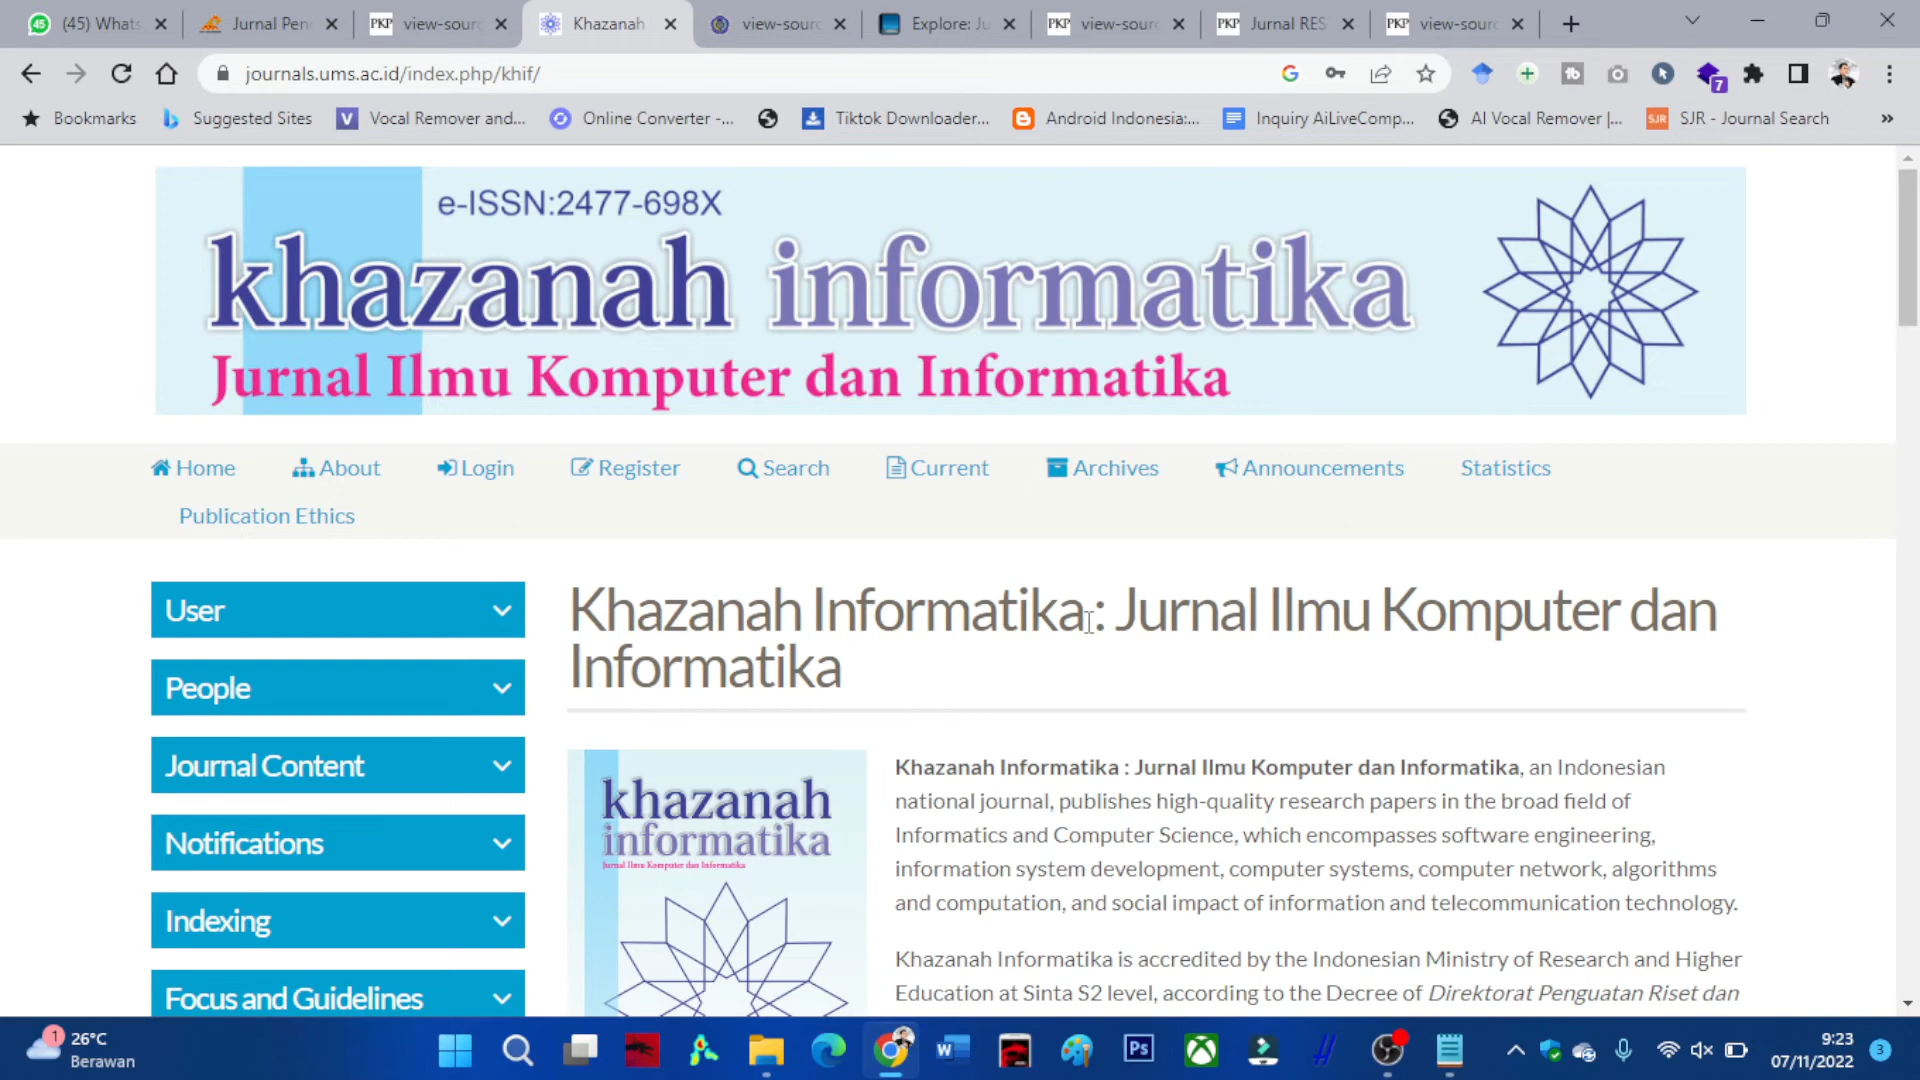 (45) Whats
Jurnal Pen
view-sourc
Khazanah
view-sourc
Explore: Ju
view-sourc
Jurnal RES
view-sourc
journals.ums.ac.id/index.php/khif/
7
Bookmarks
Suggested Sites
Vocal Remover and...
Online Converter -...
Tiktok Downloader...
Android Indonesia:...
Inquiry AiLiveComp...
AI Vocal Remover |...
SJR - Journal Search
e-ISSN:2477-698X
khazanah informatika
Jurnal Ilmu Komputer dan Informatika
Home
About
Login
Register
Search
Current
Archives
Announcements
Statistics
Publication Ethics
User
People
Journal Content
Notifications
Indexing
Focus and Guidelines
Khazanah Informatika : Jurnal Ilmu Komputer dan
Informatika
khazanah
informatika
Jurnal Ilmu Komputer dan Informatika
Khazanah Informatika : Jurnal Ilmu Komputer dan Informatika, an Indonesian
national journal, publishes high-quality research papers in the broad field of
Informatics and Computer Science, which encompasses software engineering,
information system development, computer systems, computer network, algorithms
and computation, and social impact of information and telecommunication technology.
Khazanah Informatika is accredited by the Indonesian Ministry of Research and Higher
Education at Sinta S2 level, according to the Decree of Direktorat Penguatan Riset dan
1
26°C
Berawan
9:23
07/11/2022
3